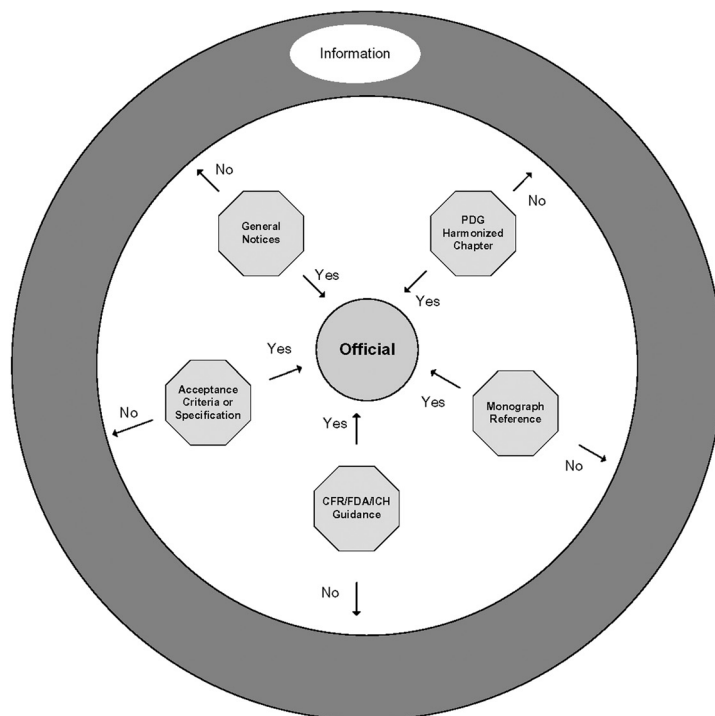 Information
No
No
General
Notices
PDG
Harmonized
Chapter
Yes
Yes
Official
Yes
Acceptance
Criteria or
Specification
No
Yes
Monograph
Reference
Yes
No
CFR/FDA/ICH
Guidance
No